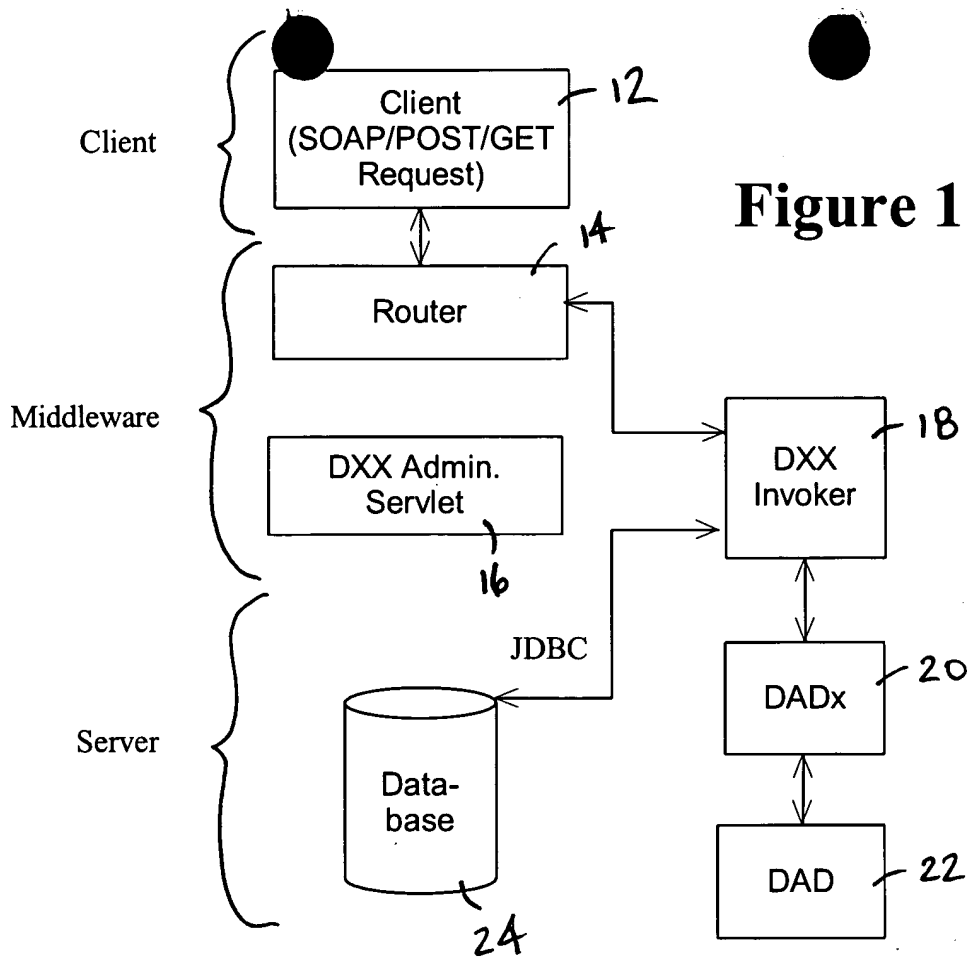 Client
Client
(SOAP/POST/GET
Request)
12
Figure 1
14
Router
Middleware
DXX Admin.
Servlet
16
DXX
Invoker
18
JDBC
Server
Data-
base
24
DADx
20
DAD
22